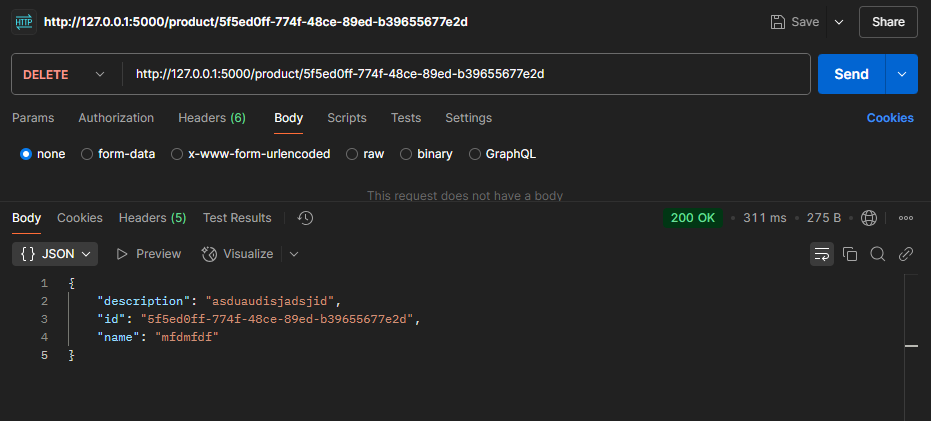 HTTP http://127.0.0.1:5000/product/5f5ed0ff-774f-48ce-89ed-b39655677e2d Save Share
DELETE http://127.0.0.1:5000/product/5f5ed0ff-774f-48ce-89ed-b39655677e2d Send
Params Authorization Headers (6) Body Scripts Tests Settings Cookies
none form-data x-www-form-urlencoded raw binary GraphQL
This request does not have a body
Body Cookies Headers (5) Test Results 200 OK • 311 ms • 275 B
{} JSON Preview Visualize
1 {
2 "description": "asduaudisjadsjid",
3 "id": "5f5ed0ff-774f-48ce-89ed-b39655677e2d",
4 "name": "mfdmfdf"
5 }